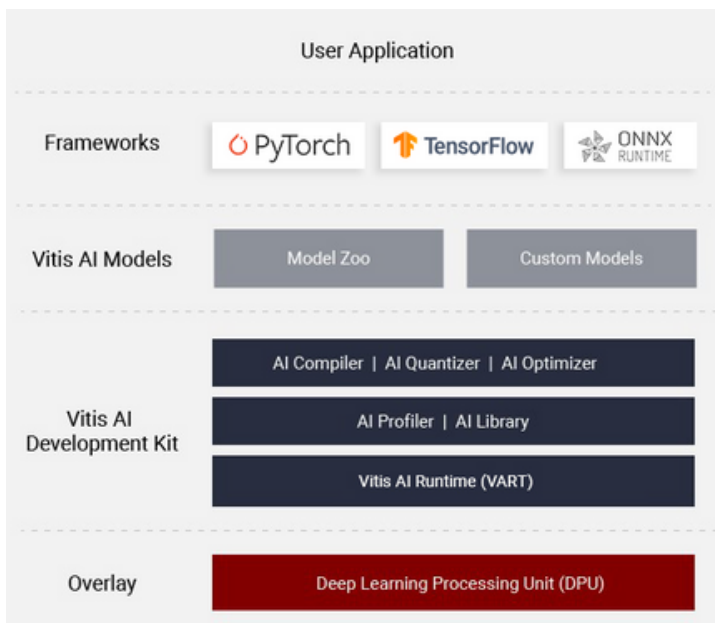 User Application
Frameworks
PyTorch
TensorFlow
ONNX
RUNTIME
Vitis AI Models
Model Zoo
Custom Models
Vitis AI
Development Kit
AI Compiler | AI Quantizer | AI Optimizer
AI Profiler | AI Library
Vitis AI Runtime (VART)
Overlay
Deep Learning Processing Unit (DPU)